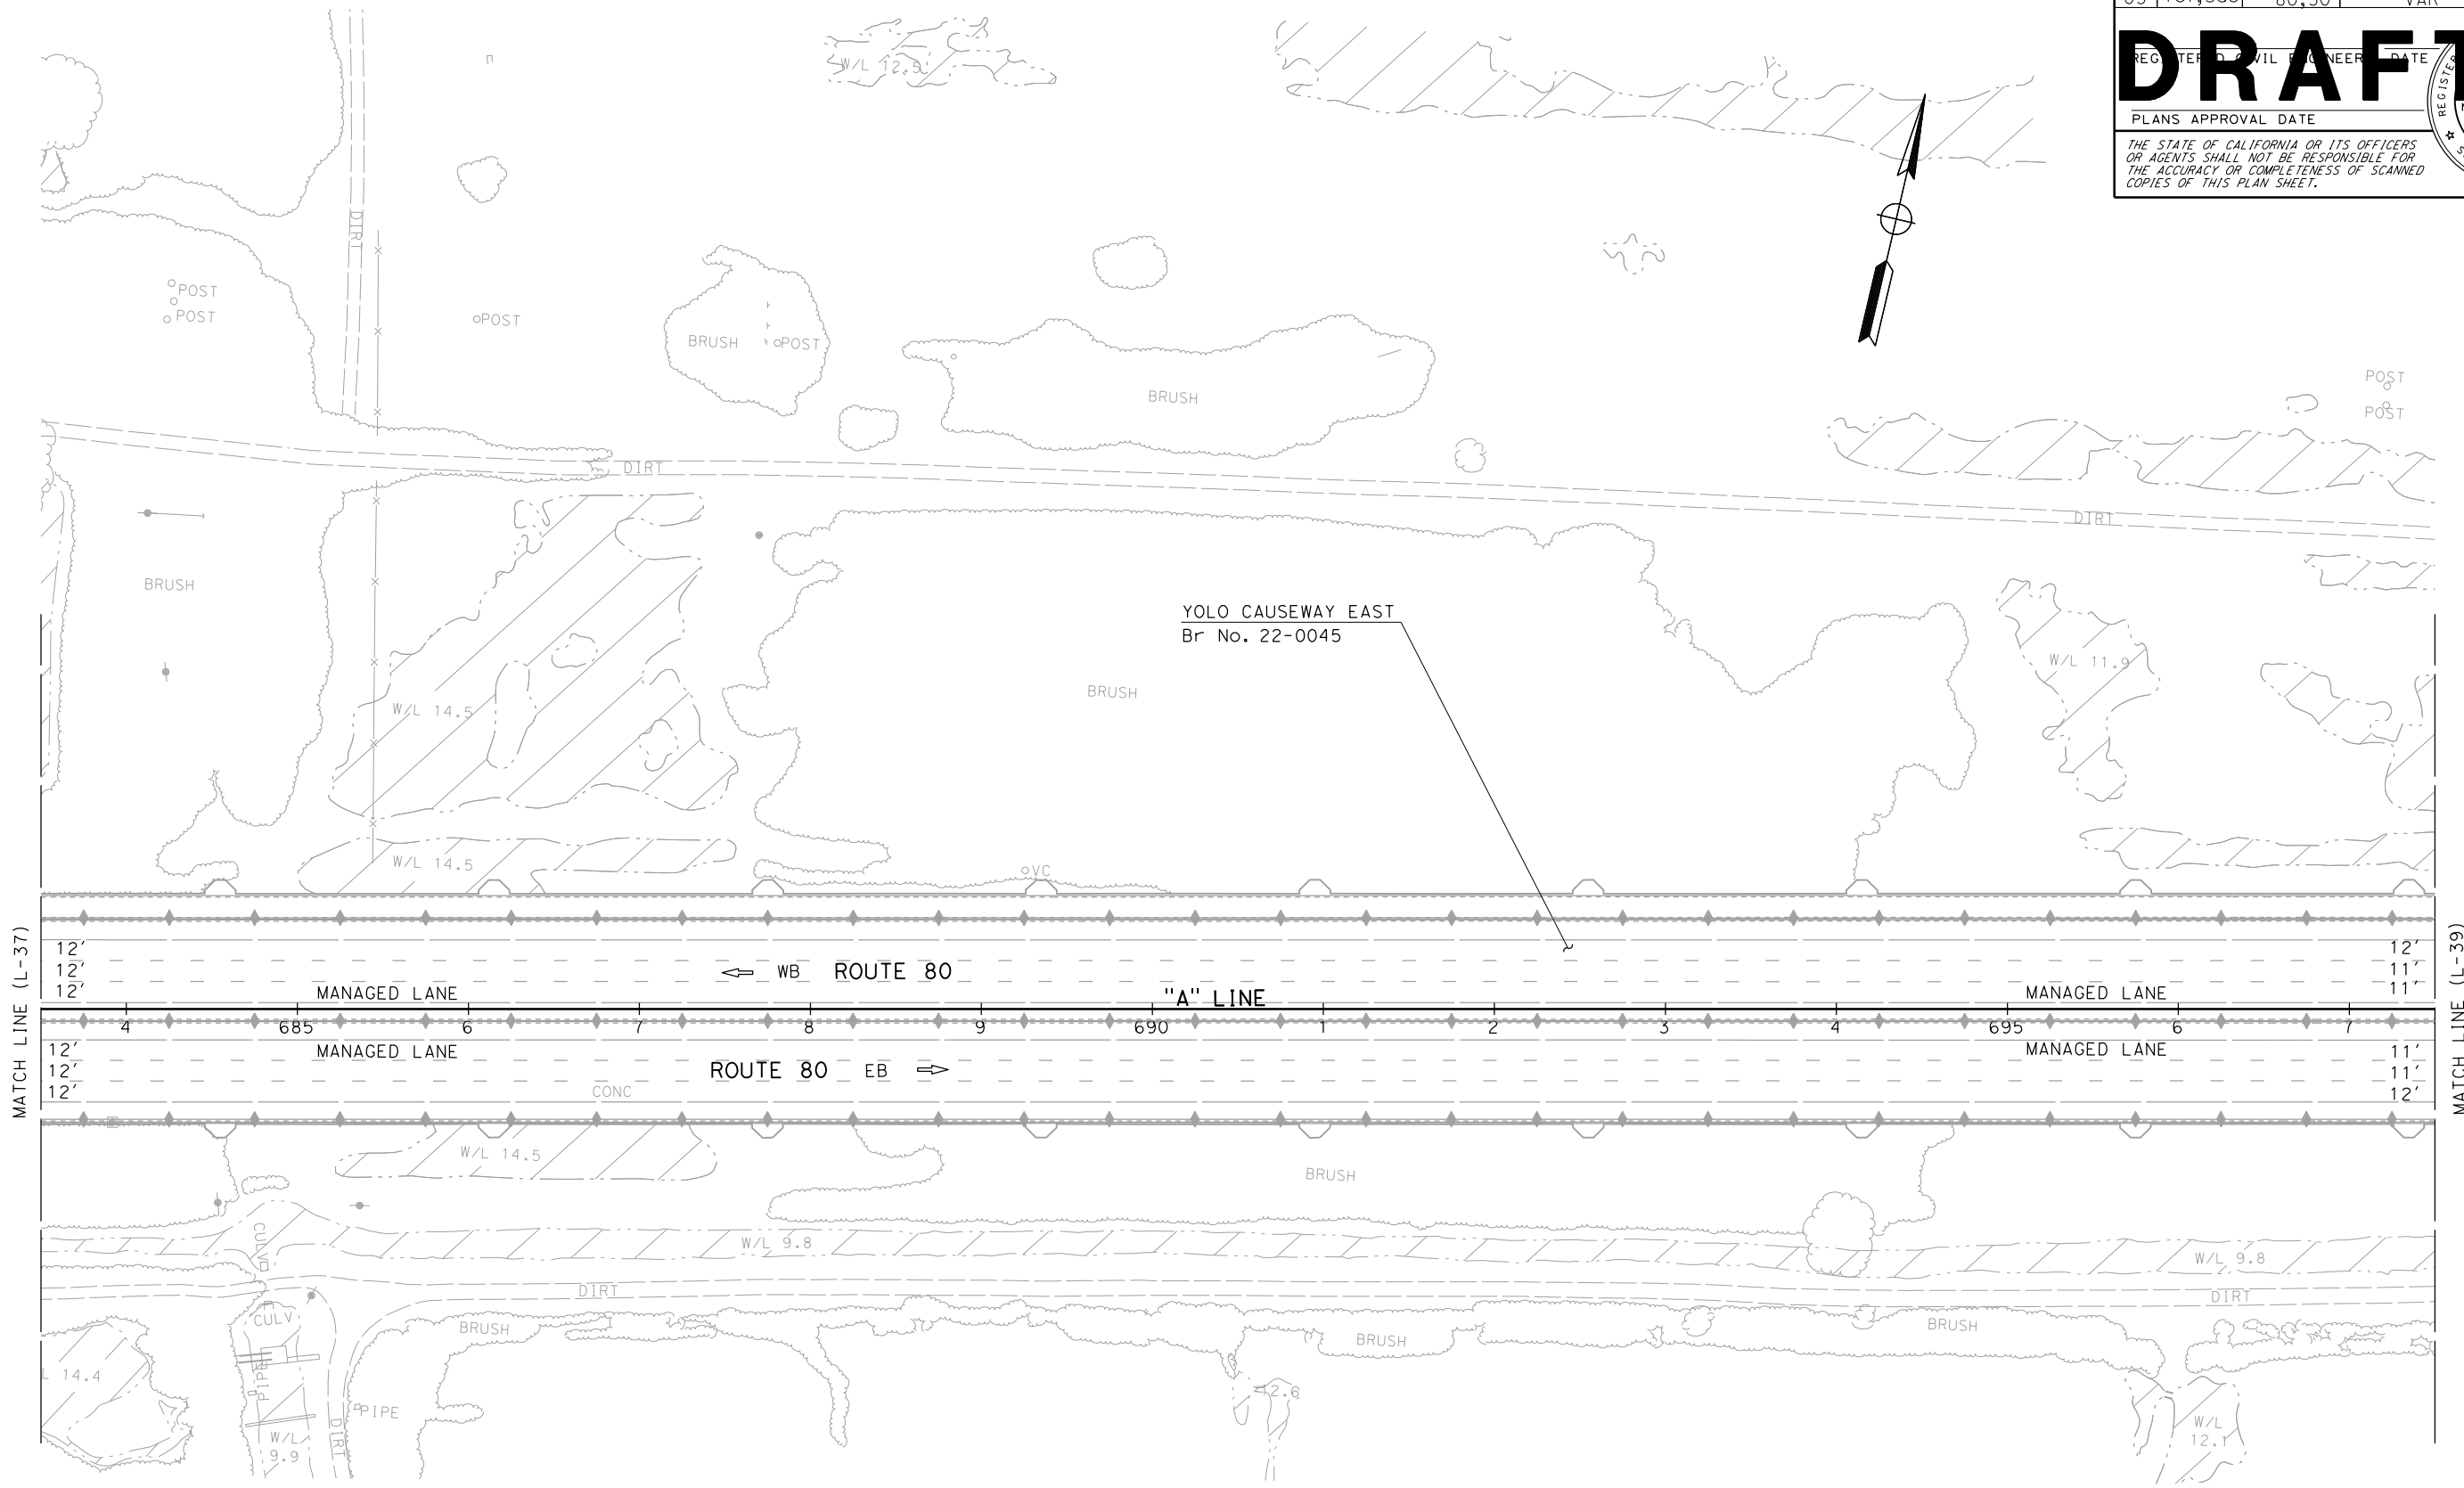 80,50 VAR
DRAFT
REGISTERED CIVIL ENGINEER DATE
PLANS APPROVAL DATE
THE STATE OF CALIFORNIA OR ITS OFFICERS
OR AGENTS SHALL NOT BE RESPONSIBLE FOR
THE ACCURACY OR COMPLETENESS OF SCANNED
COPIES OF THIS PLAN SHEET.
W/L 12.5
DIRT
POST
POST
POST
BRUSH
POST
BRUSH
POST
POST
DIRT
DIRT
BRUSH
YOLO CAUSEWAY EAST
Br No. 22-0045
BRUSH
W/L 11.9
W/L 14.5
W/L 14.5
VC
MATCH LINE (L-37)
MATCH LINE (L-39)
12' 12'
12' WB ROUTE 80 11'
12' MANAGED LANE "A" LINE MANAGED LANE 11'
4 685 6 7 8 9 690 1 2 3 4 695 6 7
12' MANAGED LANE MANAGED LANE 11'
12' ROUTE 80 EB 11'
12' CONC 12'
W/L 14.5
BRUSH
CULV
W/L 9.8
W/L 9.8
DIRT
DIRT
CULV
BRUSH
BRUSH
BRUSH
PIPE
L 14.4
12.6
PIPE
DIRT
W/L
9.9
W/L
12.1